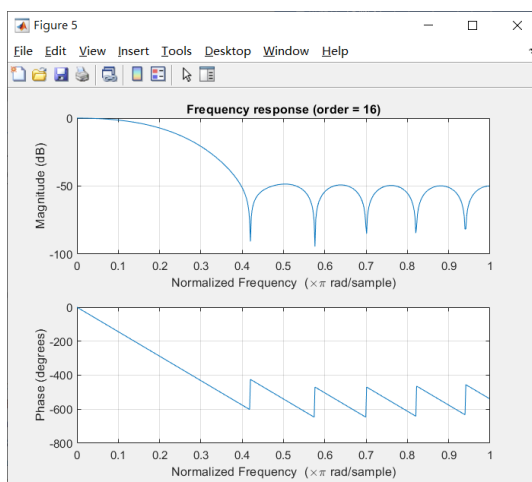 Figure 5
File Edit View Insert Tools Desktop Window Help
Frequency response (order = 16)
Magnitude (dB)
0
-50
-100
0 0.1 0.2 0.3 0.4 0.5 0.6 0.7 0.8 0.9 1
Normalized Frequency (×π rad/sample)
Phase (degrees)
0
-200
-400
-600
-800
0 0.1 0.2 0.3 0.4 0.5 0.6 0.7 0.8 0.9 1
Normalized Frequency (×π rad/sample)